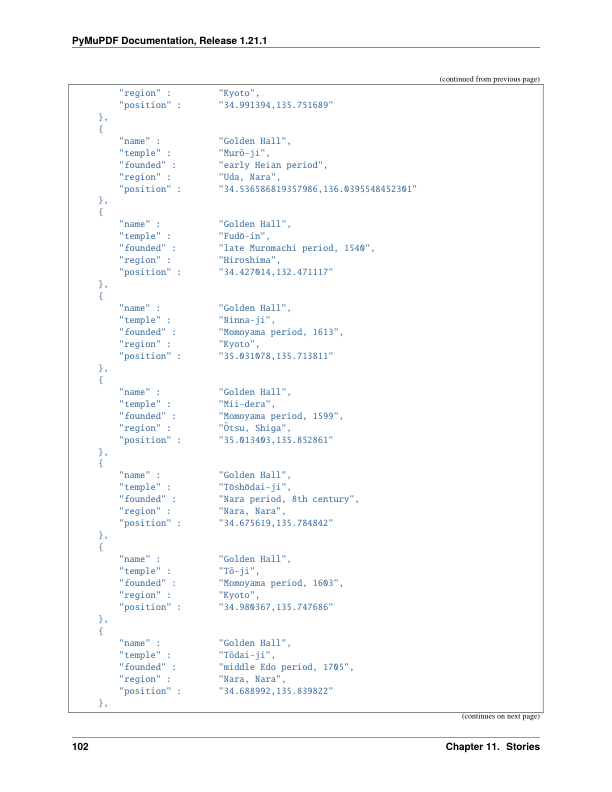 PyMuPDF Documentation, Release 1.21.1
(continued from previous page)
"region" : "Kyoto",
"position" : "34.991394,135.751689"
},
{
"name" : "Golden Hall",
"temple" : "Murō-ji",
"founded" : "early Heian period",
"region" : "Uda, Nara",
"position" : "34.536586819357986,136.0395548452301"
},
{
"name" : "Golden Hall",
"temple" : "Fudō-in",
"founded" : "late Muromachi period, 1540",
"region" : "Hiroshima",
"position" : "34.427014,132.471117"
},
{
"name" : "Golden Hall",
"temple" : "Ninna-ji",
"founded" : "Momoyama period, 1613",
"region" : "Kyoto",
"position" : "35.031078,135.713811"
},
{
"name" : "Golden Hall",
"temple" : "Mii-dera",
"founded" : "Momoyama period, 1599",
"region" : "Ōtsu, Shiga",
"position" : "35.013403,135.852861"
},
{
"name" : "Golden Hall",
"temple" : "Tōshōdai-ji",
"founded" : "Nara period, 8th century",
"region" : "Nara, Nara",
"position" : "34.675619,135.784842"
},
{
"name" : "Golden Hall",
"temple" : "Tō-ji",
"founded" : "Momoyama period, 1603",
"region" : "Kyoto",
"position" : "34.980367,135.747686"
},
{
"name" : "Golden Hall",
"temple" : "Tōdai-ji",
"founded" : "middle Edo period, 1705",
"region" : "Nara, Nara",
"position" : "34.688992,135.839822"
},
(continues on next page)
102 Chapter 11. Stories